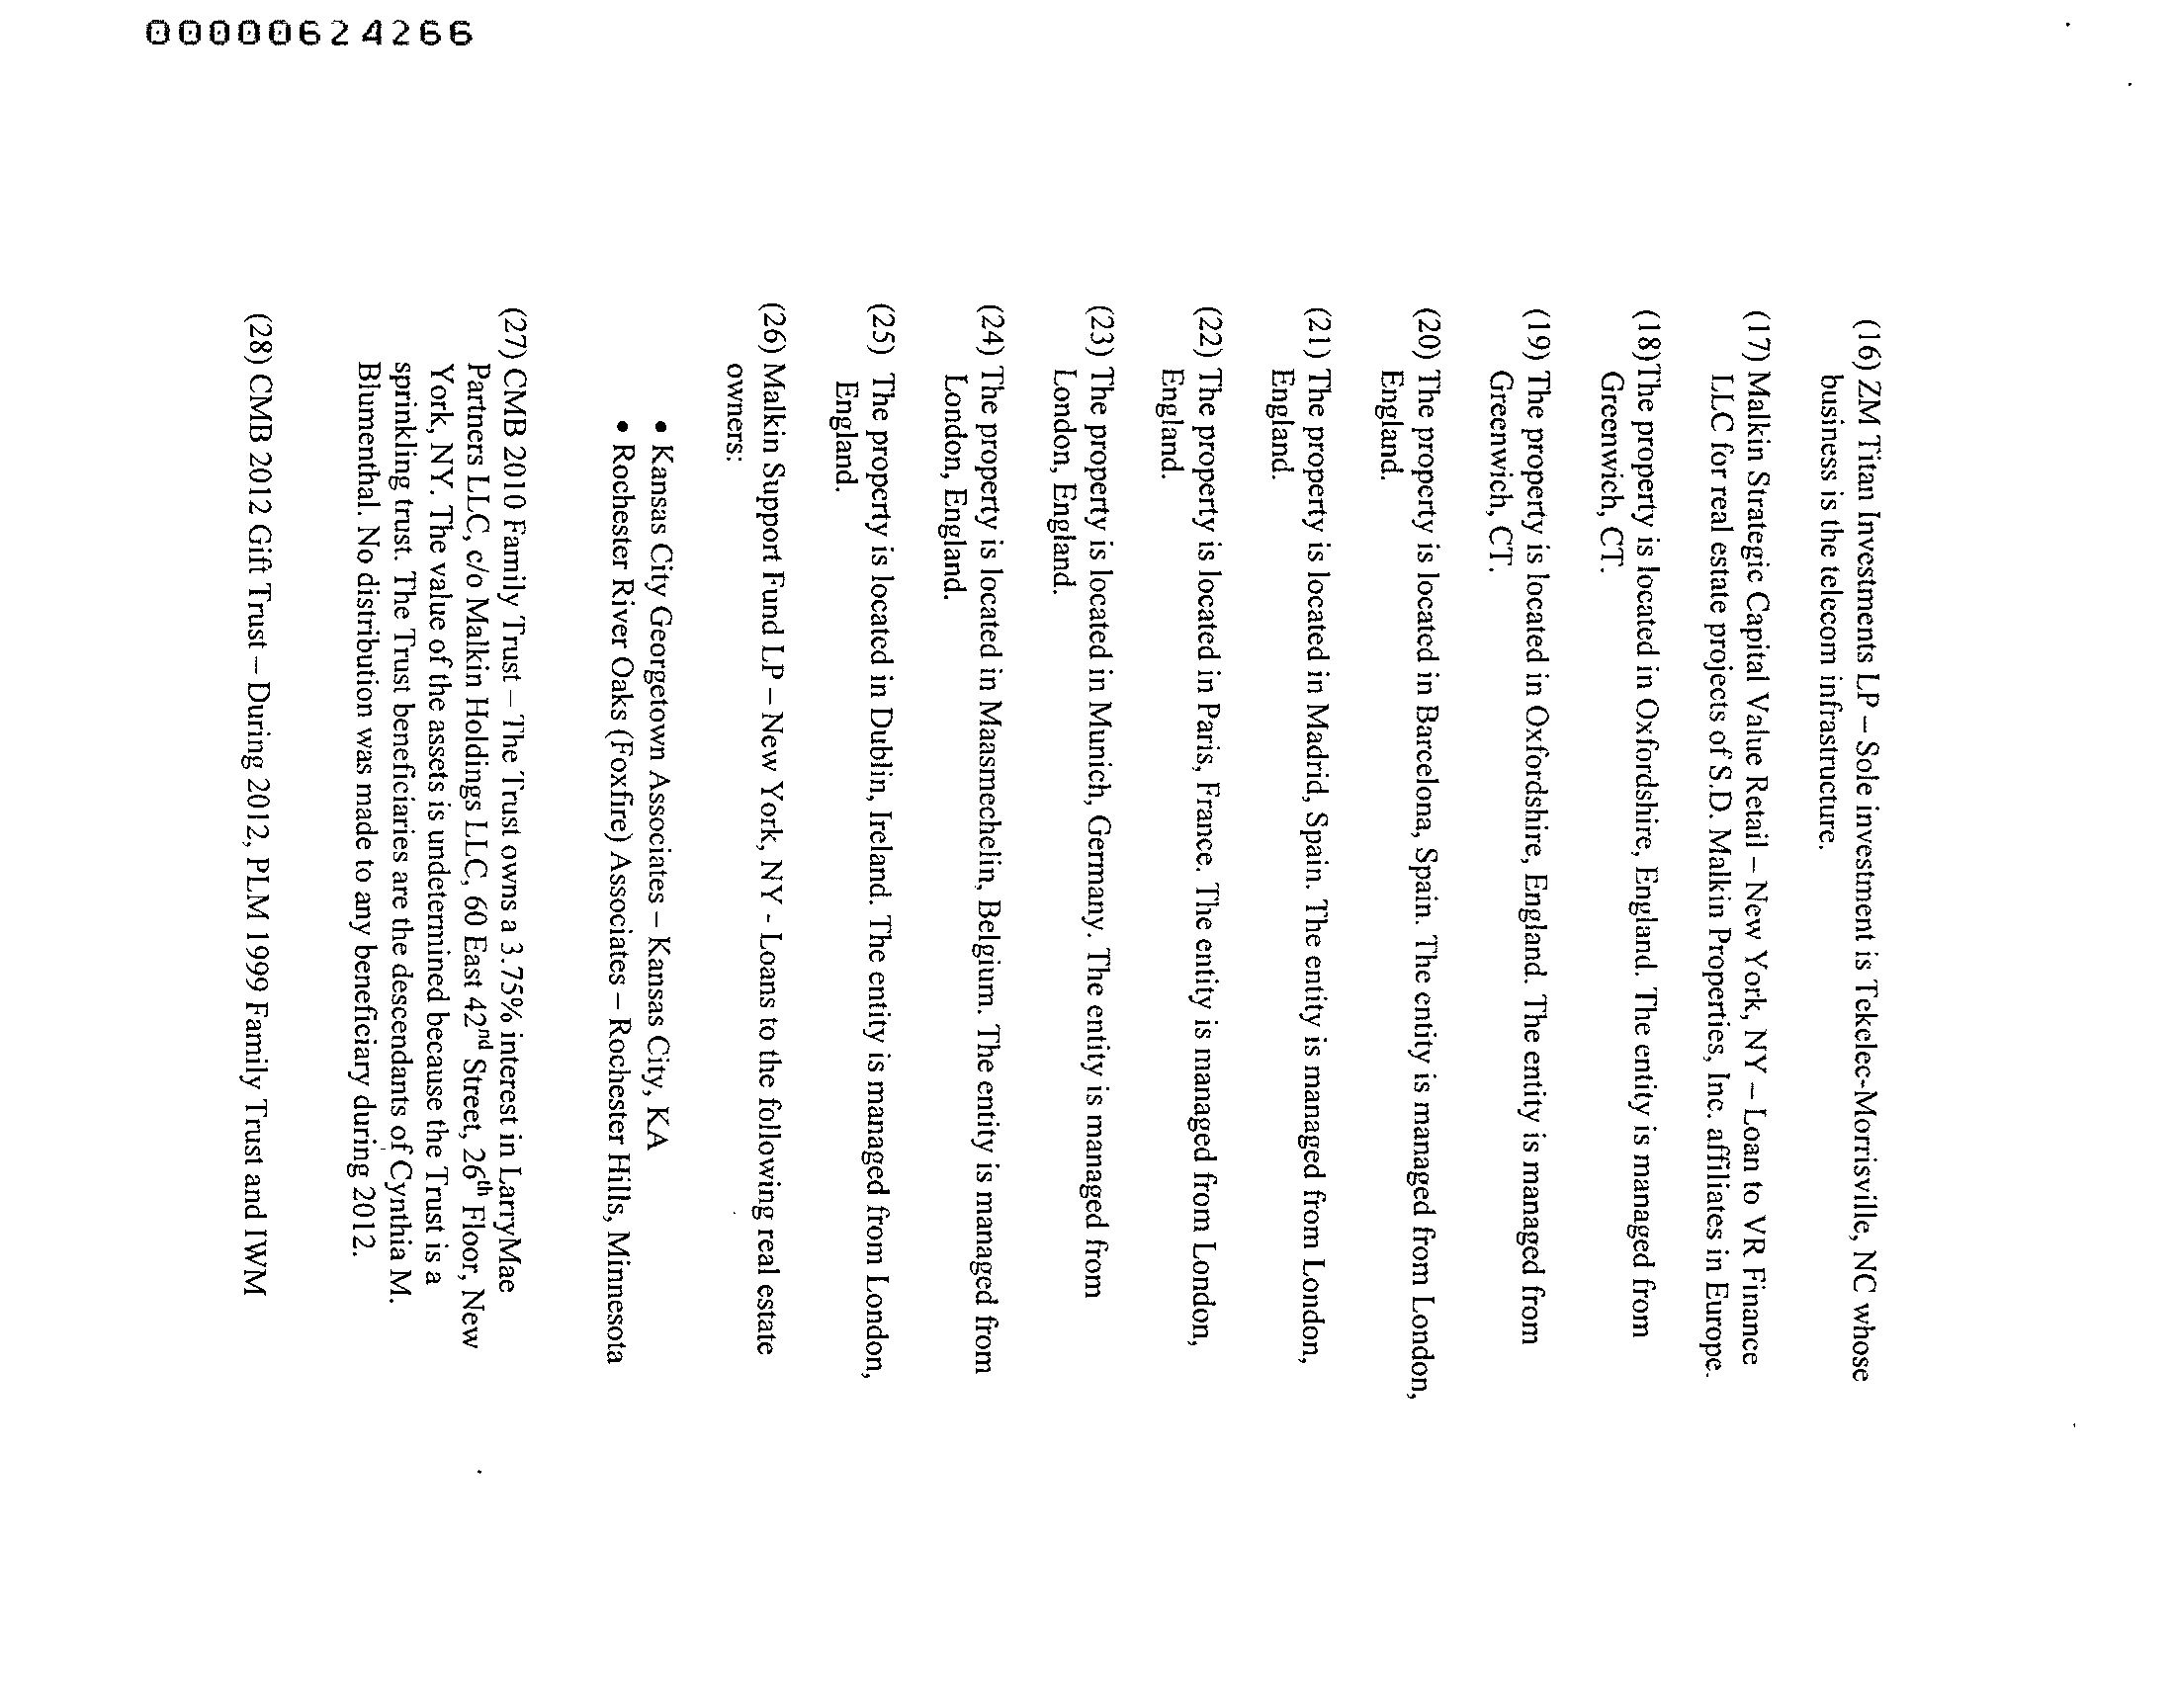 00000624266
(16) ZM Titan Investments LP – Sole investment is Tekelec-Morrisville, NC whose
business is the telecom infrastructure.
(17) Malkin Strategic Capital Value Retail – New York, NY – Loan to VR Finance
LLC for real estate projects of S.D. Malkin Properties, Inc. affiliates in Europe.
(18)The property is located in Oxfordshire, England. The entity is managed from
Greenwich, CT.
(19) The property is located in Oxfordshire, England. The entity is managed from
Greenwich, CT.
(20) The property is located in Barcelona, Spain. The entity is managed from London,
England.
(21) The property is located in Madrid, Spain. The entity is managed from London,
England.
(22) The property is located in Paris, France. The entity is managed from London,
England.
(23) The property is located in Munich, Germany. The entity is managed from
London, England.
(24) The property is located in Maasmechelin, Belgium. The entity is managed from
London, England.
(25) The property is located in Dublin, Ireland. The entity is managed from London,
England.
(26) Malkin Support Fund LP – New York, NY - Loans to the following real estate
owners:
• Kansas City Georgetown Associates – Kansas City, KA
• Rochester River Oaks (Foxfire) Associates – Rochester Hills, Minnesota
(27) CMB 2010 Family Trust – The Trust owns a 3.75% interest in LarryMae
Partners LLC, c/o Malkin Holdings LLC, 60 East 42nd Street, 26th Floor, New
York, NY. The value of the assets is undetermined because the Trust is a
sprinkling trust. The Trust beneficiaries are the descendants of Cynthia M.
Blumenthal. No distribution was made to any beneficiary during 2012.
(28) CMB 2012 Gift Trust – During 2012, PLM 1999 Family Trust and IWM